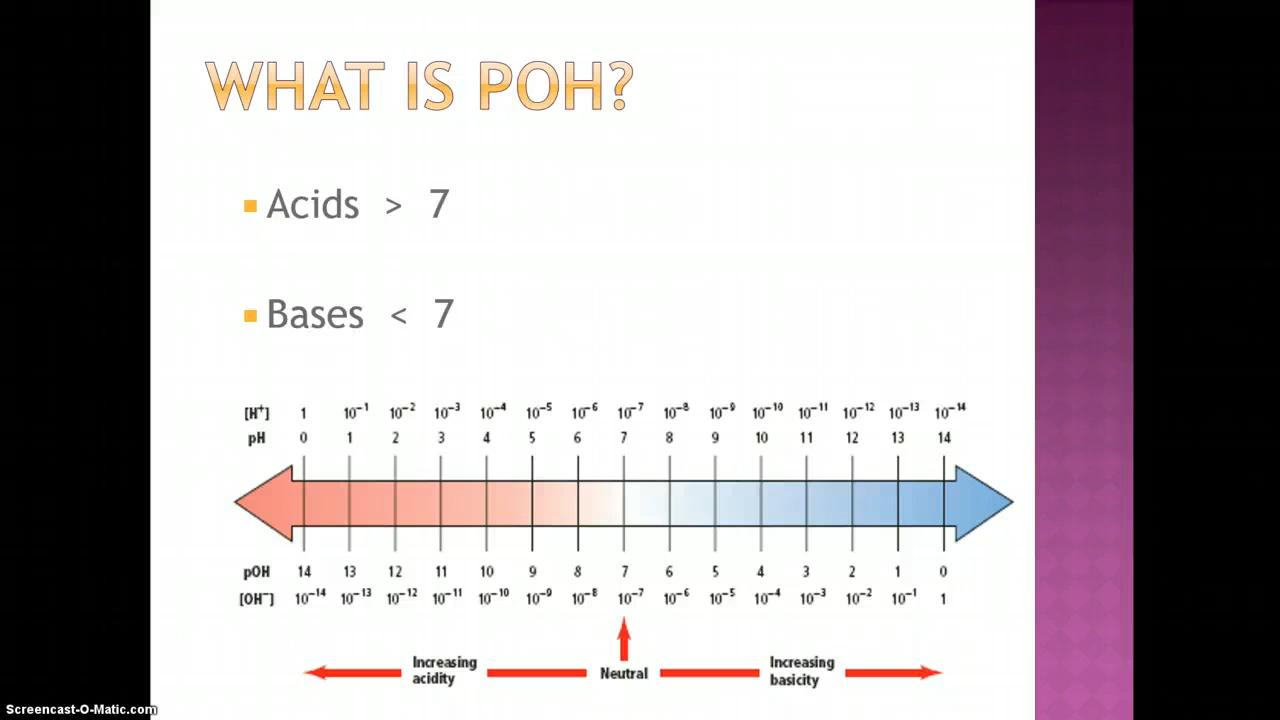 WHAT IS POH?
Acids > 7
Bases < 7
[H⁺] 1 10⁻¹ 10⁻² 10⁻³ 10⁻⁴ 10⁻⁵ 10⁻⁶ 10⁻⁷ 10⁻⁸ 10⁻⁹ 10⁻¹⁰ 10⁻¹¹ 10⁻¹² 10⁻¹³ 10⁻¹⁴
pH 0 1 2 3 4 5 6 7 8 9 10 11 12 13 14
pOH 14 13 12 11 10 9 8 7 6 5 4 3 2 1 0
[OH⁻] 10⁻¹⁴ 10⁻¹³ 10⁻¹² 10⁻¹¹ 10⁻¹⁰ 10⁻⁹ 10⁻⁸ 10⁻⁷ 10⁻⁶ 10⁻⁵ 10⁻⁴ 10⁻³ 10⁻² 10⁻¹ 1
Increasing
acidity
Neutral
Increasing
basicity
Screencast-O-Matic.com